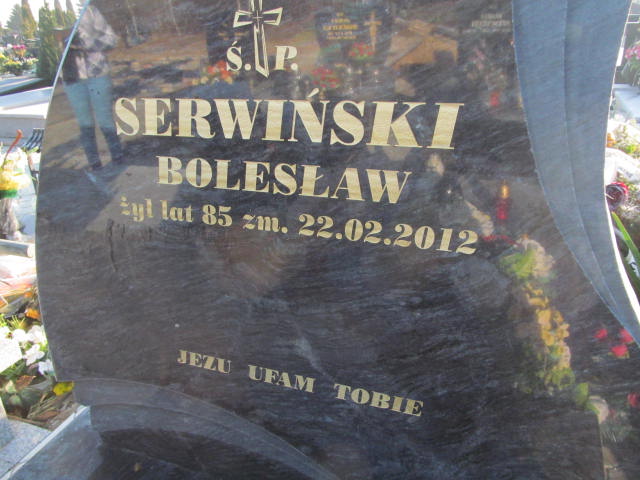 Ś. P.
SERWIŃSKI
BOLESŁAW
żył lat 85 zm. 22.02.2012
JEZU UFAM TOBIE